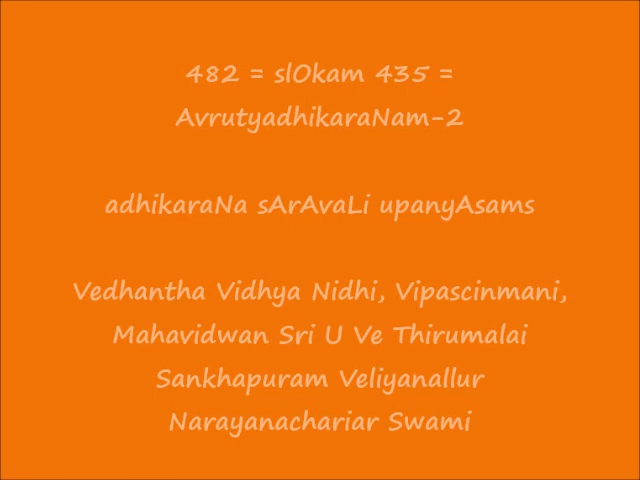 482 = slOkam 435 =
AvrutyadhikaraNam-2
adhikaraNa sArAvaLi upanyAsams
Vedhantha Vidhya Nidhi, Vipascinmani,
Mahavidwan Sri U Ve Thirumalai
Sankhapuram Veliyanallur
Narayanachariar Swami